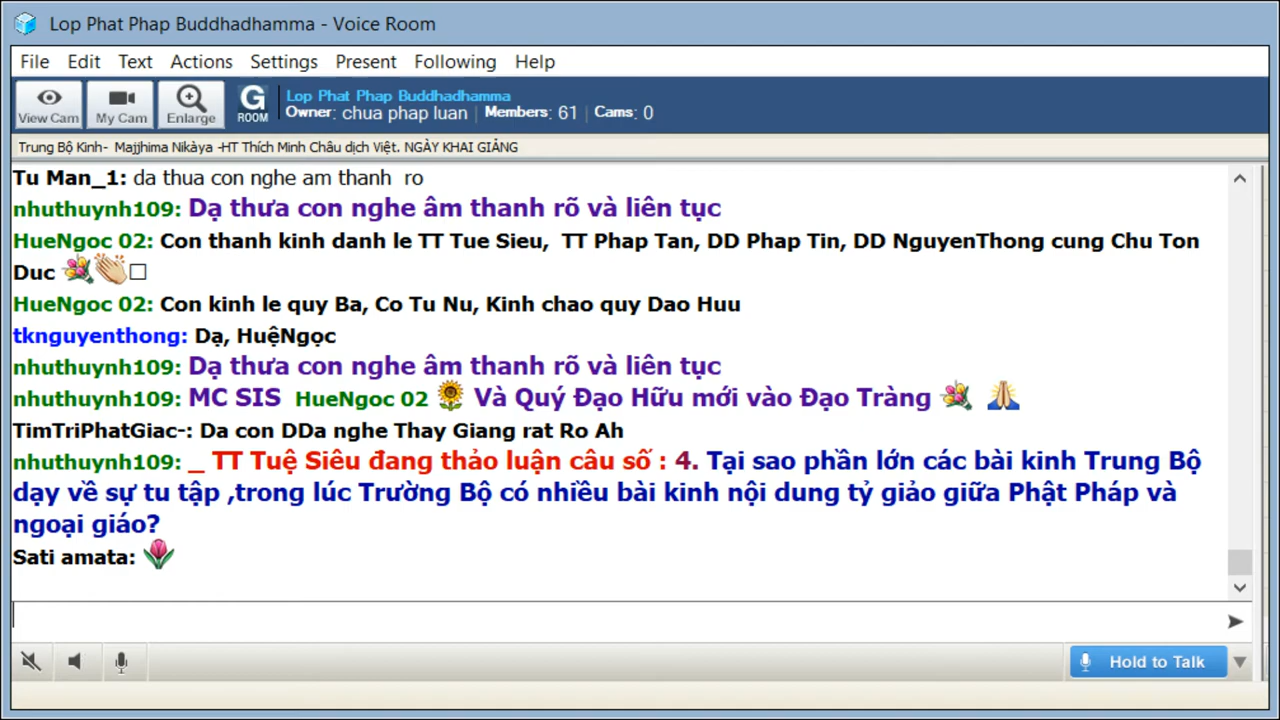 Lop Phat Phap Buddhadhamma - Voice Room
File Edit Text Actions Settings Present Following Help
View Cam My Cam Enlarge G ROOM Lop Phat Phap Buddhadhamma
Owner: chua phap luan | Members: 61 | Cams: 0
Trung Bộ Kinh- Majjhima Nikàya -HT Thích Minh Châu dịch Việt. NGÀY KHAI GIẢNG
Tu Man_1: da thua con nghe am thanh ro
nhuthuynh109: Dạ thưa con nghe âm thanh rõ và liên tục
HueNgoc 02: Con thanh kinh danh le TT Tue Sieu, TT Phap Tan, DD Phap Tin, DD NguyenThong cung Chu Ton
Duc 💐👏□
HueNgoc 02: Con kinh le quy Ba, Co Tu Nu, Kinh chao quy Dao Huu
tknguyenthong: Dạ, HuệNgọc
nhuthuynh109: Dạ thưa con nghe âm thanh rõ và liên tục
nhuthuynh109: MC SIS HueNgoc 02 🌻 Và Quý Đạo Hữu mới vào Đạo Tràng 💐 🙏
TimTriPhatGiac-: Da con DDa nghe Thay Giang rat Ro Ah
nhuthuynh109: _ TT Tuệ Siêu đang thảo luận câu số : 4. Tại sao phần lớn các bài kinh Trung Bộ
dạy về sự tu tập ,trong lúc Trường Bộ có nhiều bài kinh nội dung tỷ giảo giữa Phật Pháp và
ngoại giáo?
Sati amata: 🌷
Hold to Talk